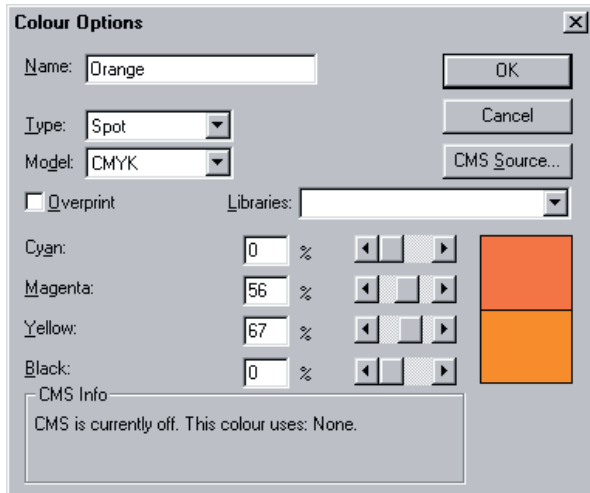 Colour Options
Name: Orange
OK
Type: Spot
Cancel
Model: CMYK
CMS Source...
Overprint Libraries:
Cyan: 0 %
Magenta: 56 %
Yellow: 67 %
Black: 0 %
CMS Info
CMS is currently off. This colour uses: None.